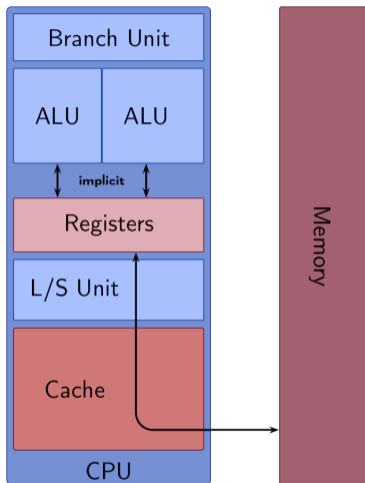 Branch Unit
ALU
ALU
implicit
Registers
L/S Unit
Cache
CPU
Memory